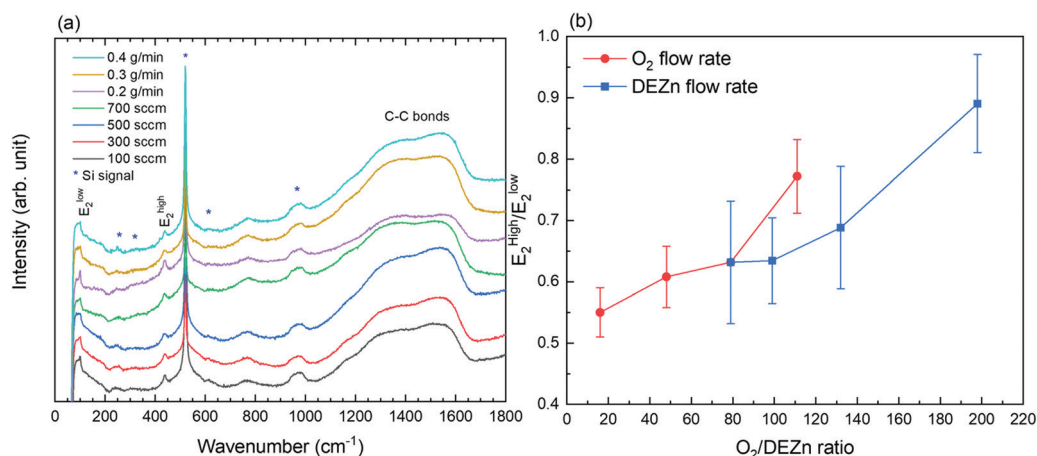 (a)
0.4 g/min
0.3 g/min
0.2 g/min
700 sccm
500 sccm
300 sccm
100 sccm
* Si signal
E₂ˡᵒʷ
*
*
E₂ʰⁱᵍʰ
*
*
*
C-C bonds
Intensity (arb. unit)
0 200 400 600 800 1000 1200 1400 1600 1800
Wavenumber (cm⁻¹)
(b)
O₂ flow rate
DEZn flow rate
E₂ᴴⁱᵍʰ/E₂ˡᵒʷ
1.0
0.9
0.8
0.7
0.6
0.5
0.4
0 20 40 60 80 100 120 140 160 180 200 220
O₂/DEZn ratio